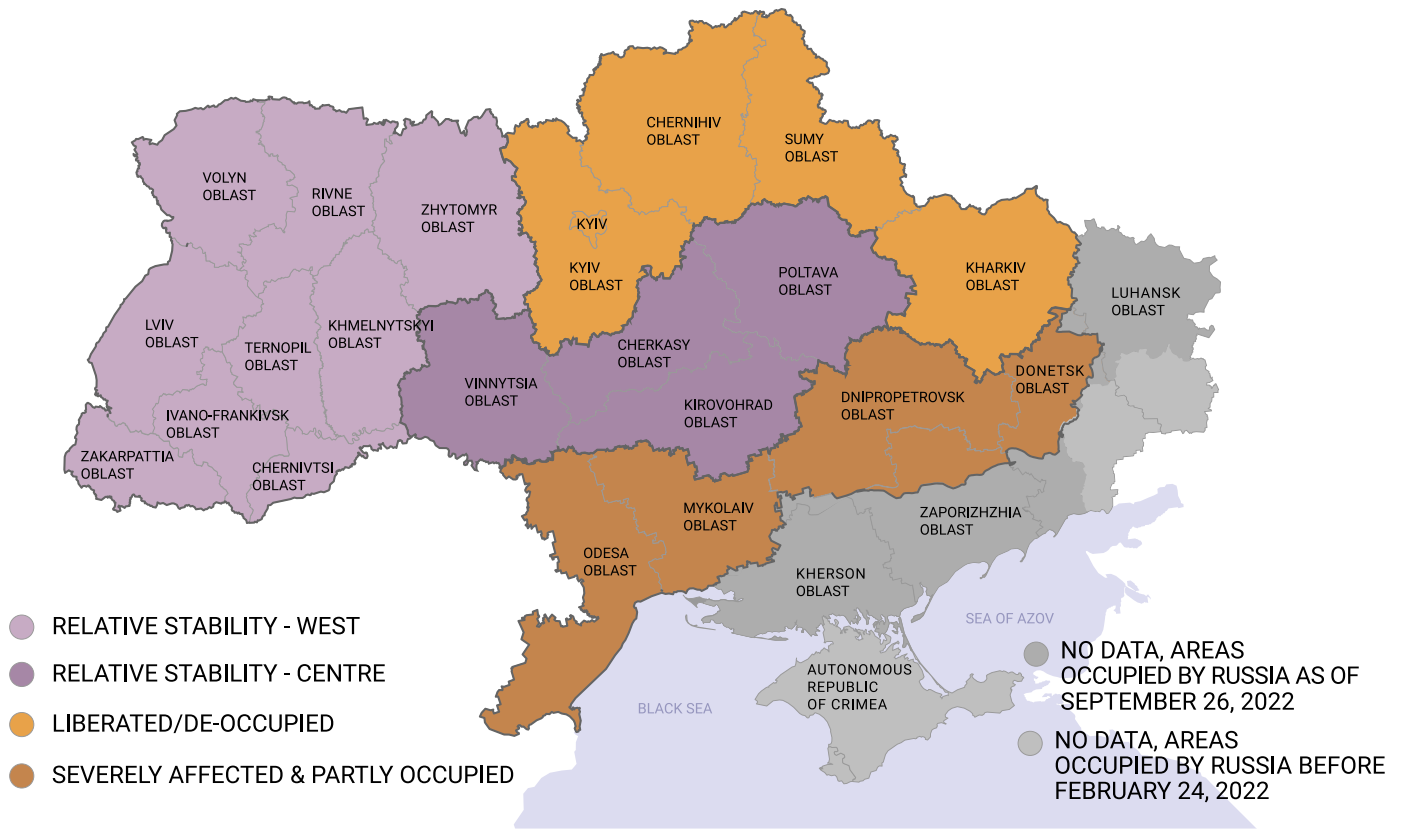 CHERNIHIV
OBLAST
SUMY
OBLAST
VOLYN
OBLAST
RIVNE
OBLAST
ZHYTOMYR
OBLAST
KYIV
KYIV
OBLAST
POLTAVA
OBLAST
KHARKIV
OBLAST
LUHANSK
OBLAST
LVIV
OBLAST
TERNOPIL
OBLAST
KHMELNYTSKYI
OBLAST
CHERKASY
OBLAST
VINNYTSIA
OBLAST
KIROVOHRAD
OBLAST
DNIPROPETROVSK
OBLAST
DONETSK
OBLAST
IVANO-FRANKIVSK
OBLAST
ZAKARPATTIA
OBLAST
CHERNIVTSI
OBLAST
MYKOLAIV
OBLAST
ZAPORIZHZHIA
OBLAST
ODESA
OBLAST
KHERSON
OBLAST
SEA OF AZOV
AUTONOMOUS
REPUBLIC
OF CRIMEA
BLACK SEA
RELATIVE STABILITY - WEST
RELATIVE STABILITY - CENTRE
LIBERATED/DE-OCCUPIED
SEVERELY AFFECTED & PARTLY OCCUPIED
NO DATA, AREAS
OCCUPIED BY RUSSIA AS OF
SEPTEMBER 26, 2022
NO DATA, AREAS
OCCUPIED BY RUSSIA BEFORE
FEBRUARY 24, 2022